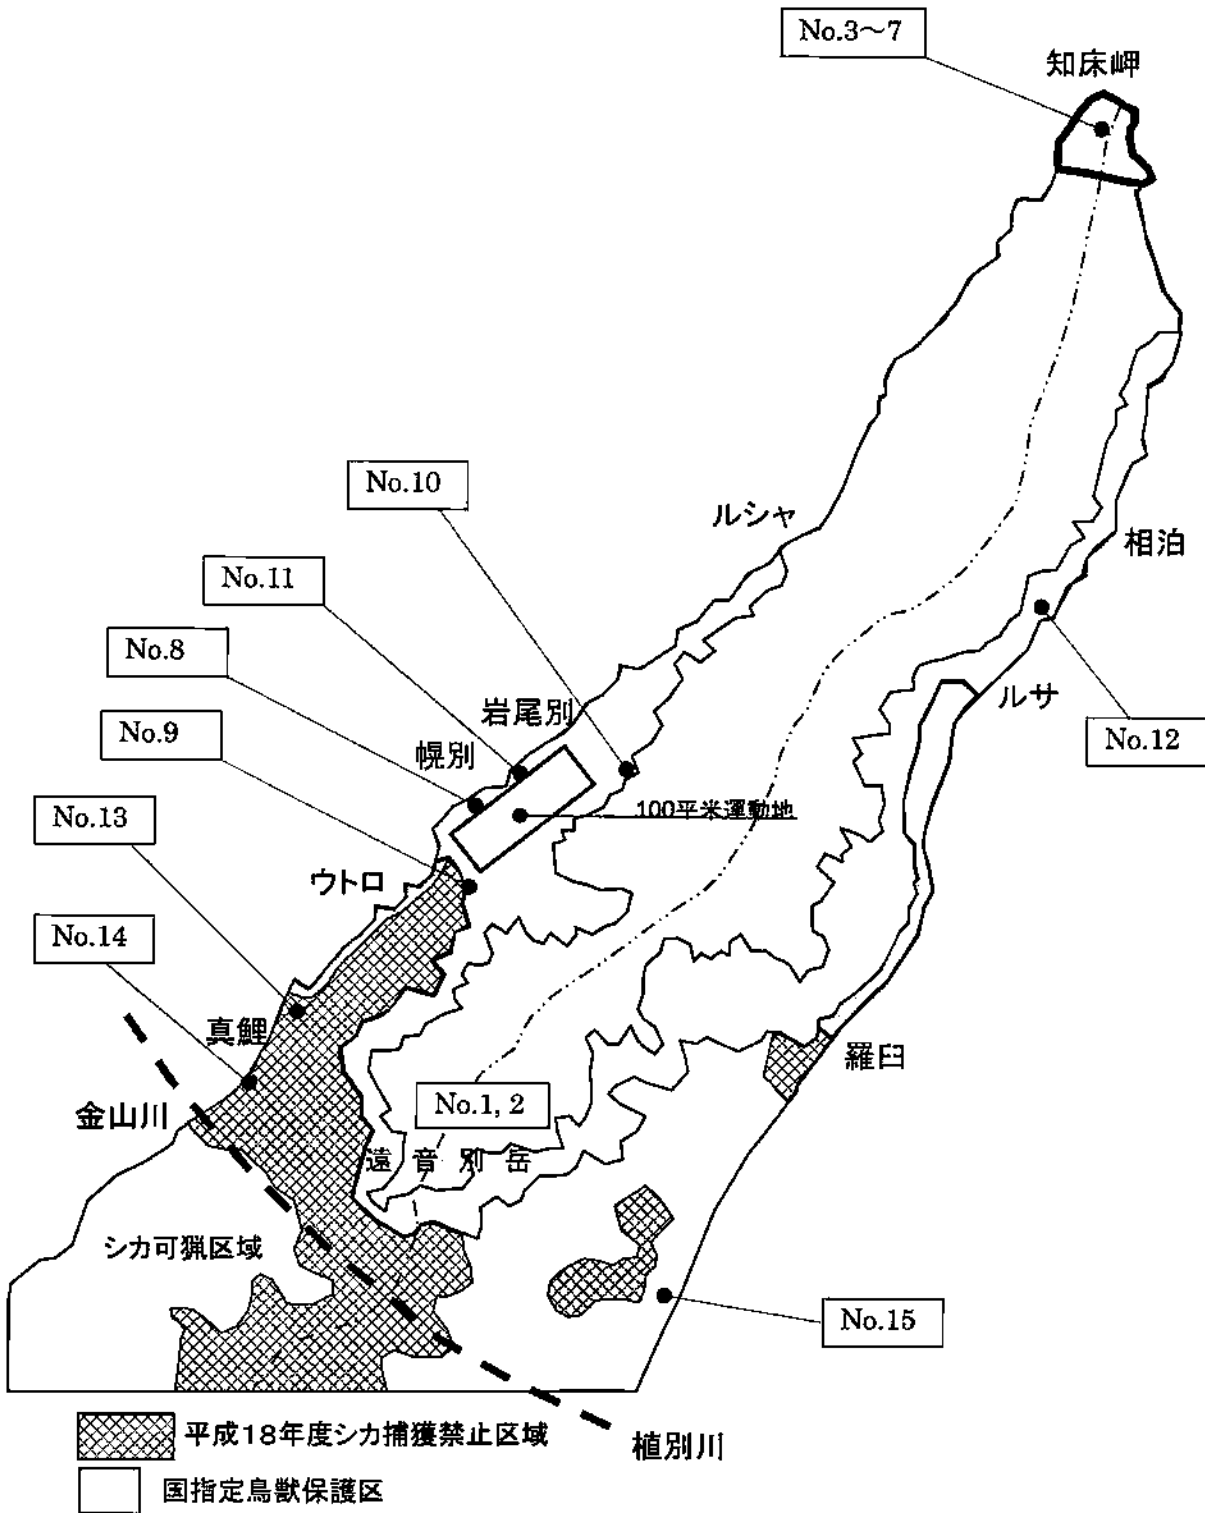 No.3～7
知床岬
No.10
ルシャ
相泊
No.11
No.8
岩尾別
ルサ
No.9
幌別
No.12
100平米運動地
No.13
ウトロ
No.14
真鯉
羅臼
金山川
No.1, 2
遠音別岳
シカ可猟区域
No.15
平成18年度シカ捕獲禁止区域
植別川
国指定鳥獣保護区